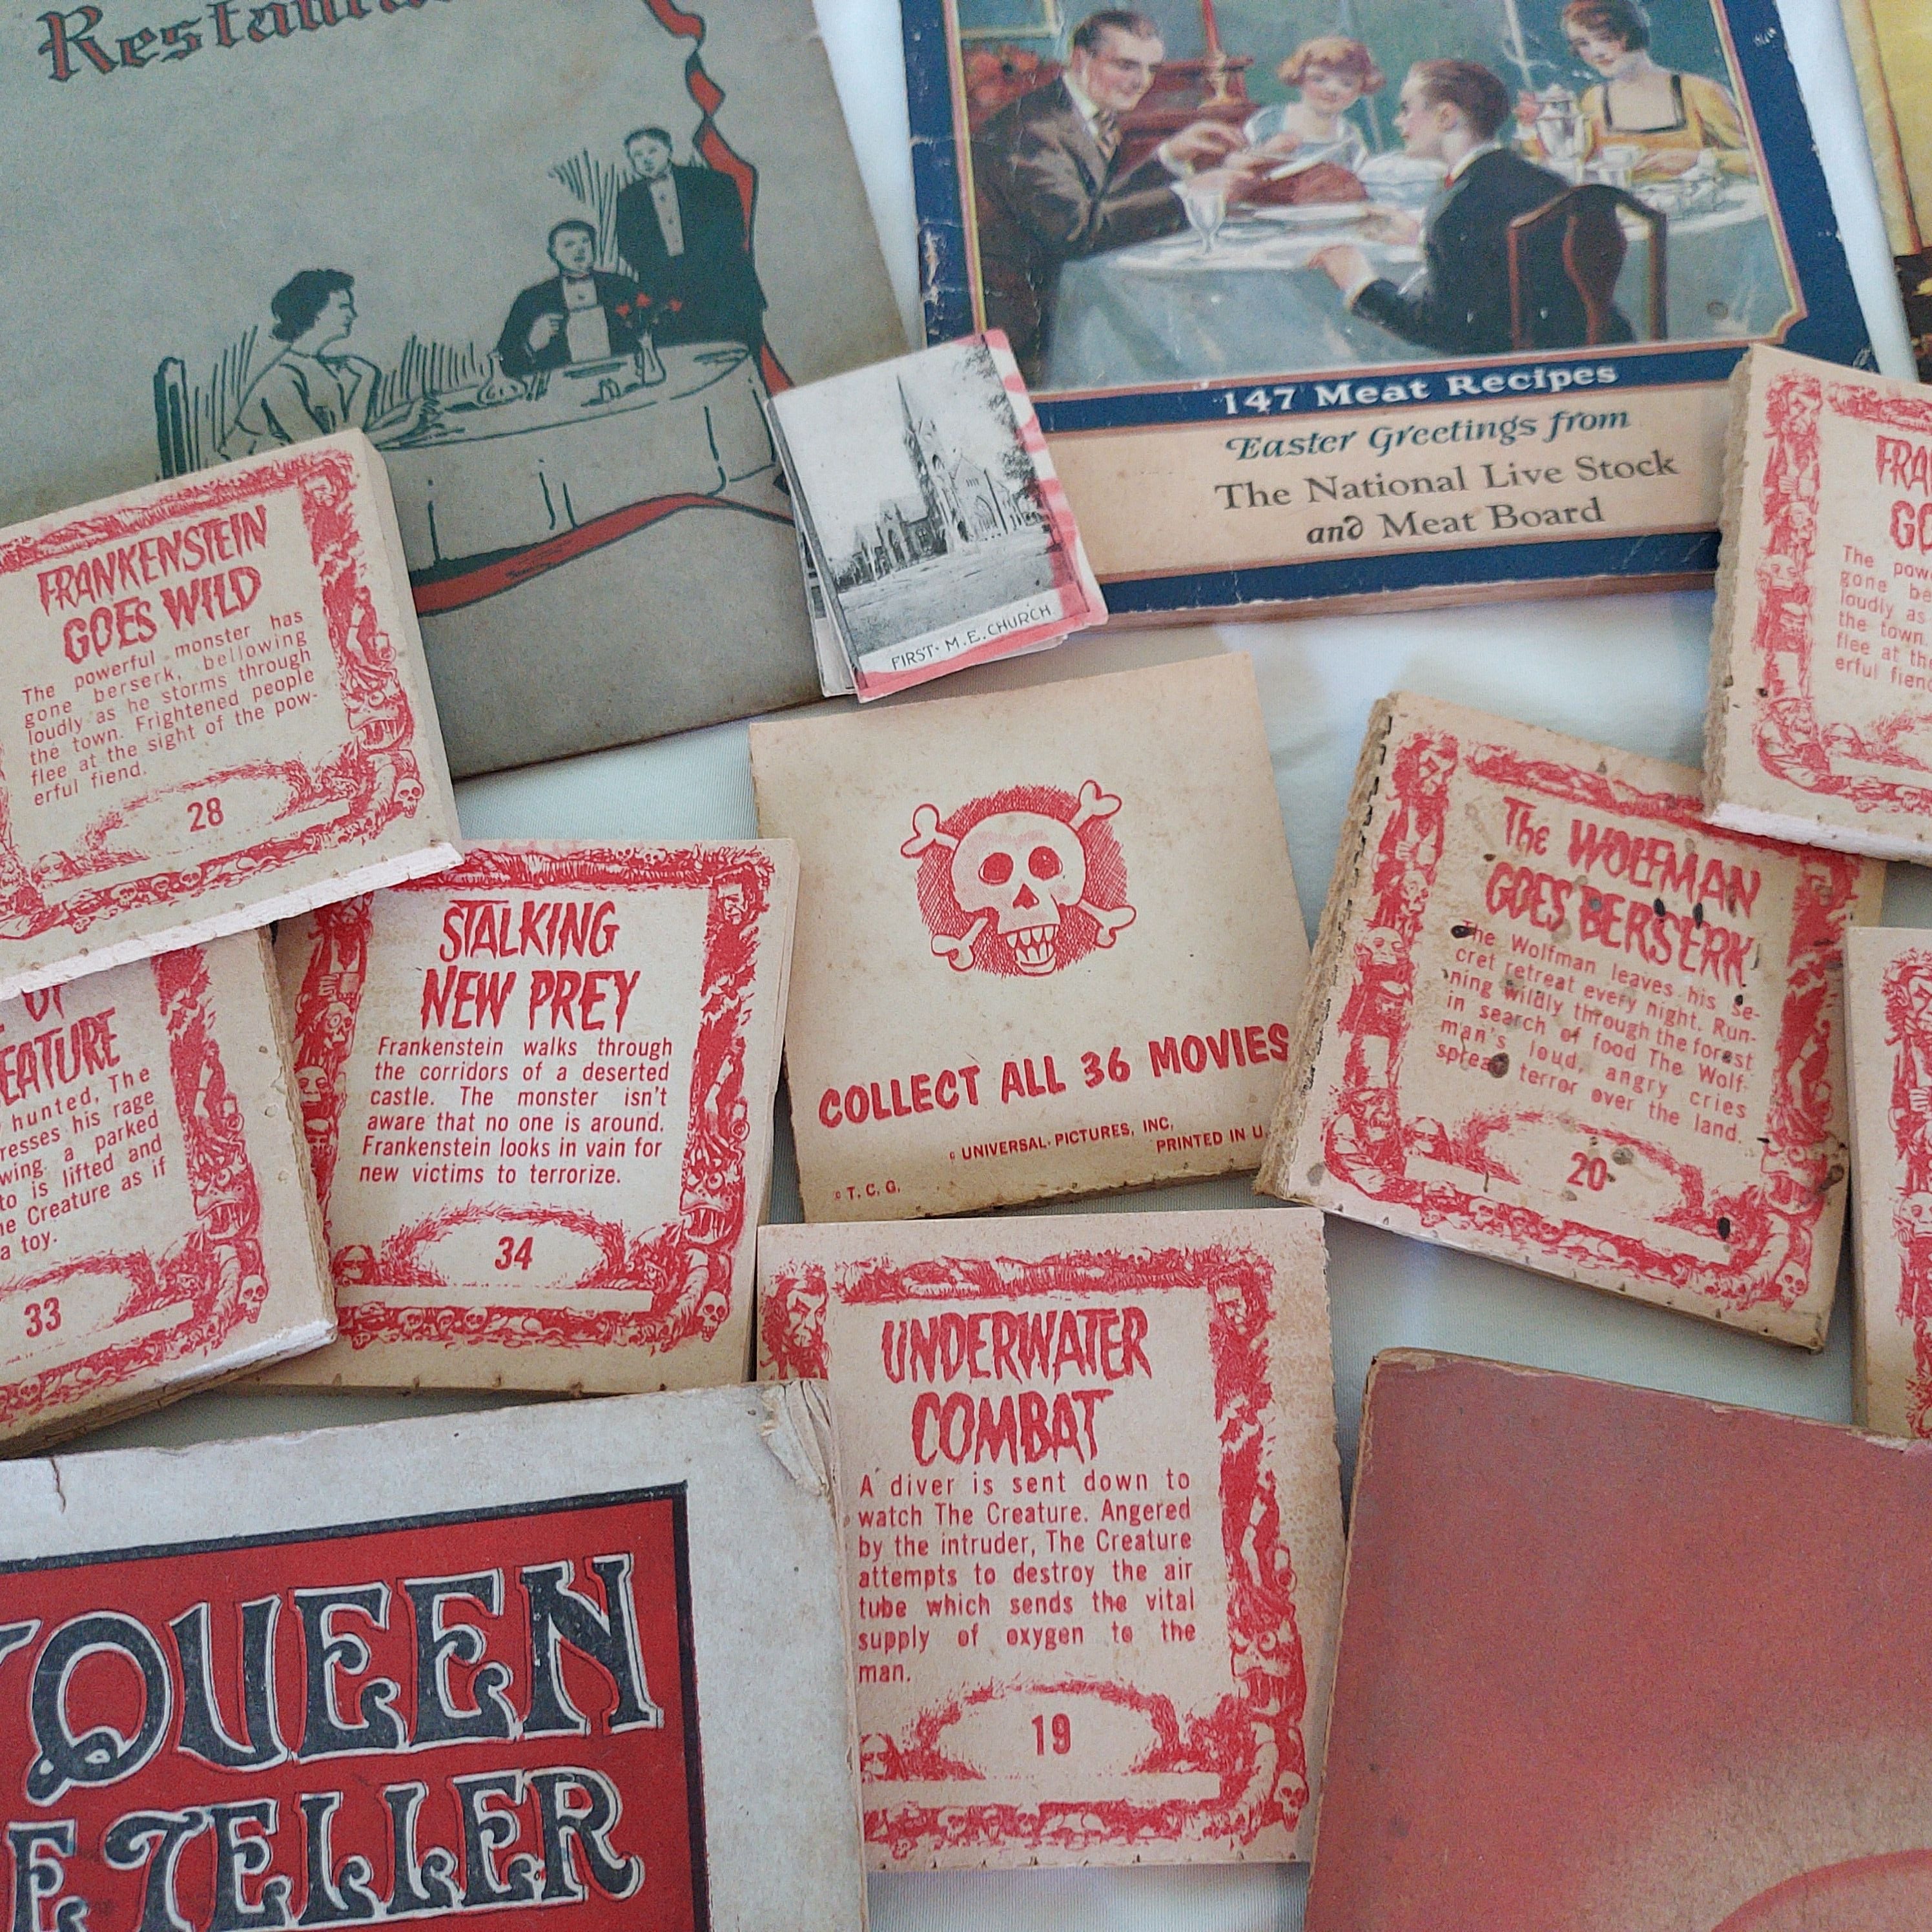 147 Meat Recipes
Easter Greetings from
The National Live Stock
and Meat Board
FIRST - M.E. CHURCH
FRANKENSTEIN
GOES WILD
The powerful monster has
gone berserk, bellowing
loudly as he storms through
the town. Frightened people
flee at the sight of the pow-
erful fiend.
28
The
gone
loudly as
the town.
flee at
erful
STALKING
NEW PREY
Frankenstein walks through
the corridors of a deserted
castle. The monster isn't
aware that no one is around.
Frankenstein looks in vain for
new victims to terrorize.
34
COLLECT ALL 36 MOVIES
© UNIVERSAL PICTURES, INC.
PRINTED IN U.
© T. C. G.
The WOLFMAN
GOES BERSERK
The Wolfman leaves his se-
cret retreat every night. Run-
ning wildly through the forest
in search of food The Wolf-
man's loud, angry cries
spread terror over the land.
20
hunted, The
his rage
a parked
is lifted and
Creature as if
a toy.
33
UNDERWATER
COMBAT
A diver is sent down to
watch The Creature. Angered
by the intruder, The Creature
attempts to destroy the air
tube which sends the vital
supply of oxygen to the
man.
19
QUEEN
TELLER